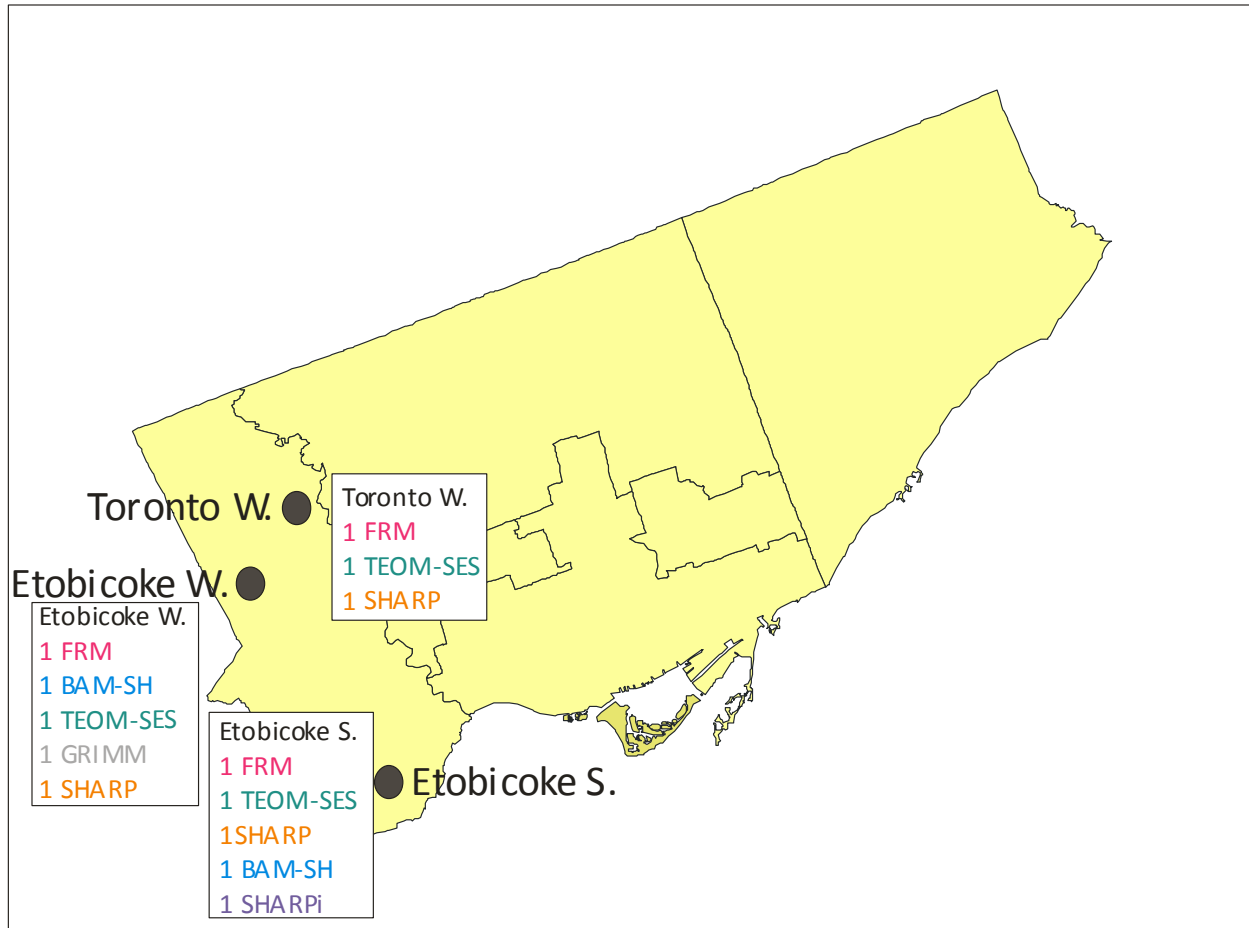 Toronto W.
Toronto W.
1 FRM
1 TEOM-SES
1 SHARP
Etobicoke W.
Etobicoke W.
1 FRM
1 BAM-SH
1 TEOM-SES
1 GRIMM
1 SHARP
Etobicoke S.
1 FRM
1 TEOM-SES
1SHARP
1 BAM-SH
1 SHARPi
Etobicoke S.